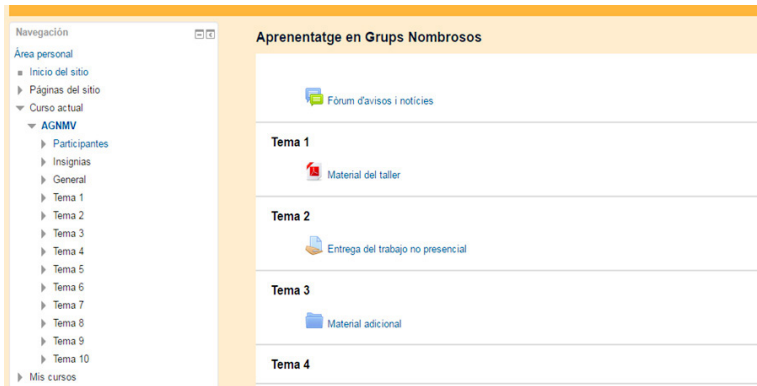 Navegación
Área personal
Inicio del sitio
Páginas del sitio
Curso actual
AGNMV
Participantes
Insignias
General
Tema 1
Tema 2
Tema 3
Tema 4
Tema 5
Tema 6
Tema 7
Tema 8
Tema 9
Tema 10
Mis cursos
Aprenentatge en Grups Nombrosos
Fòrum d'avisos i notícies
Tema 1
Material del taller
Tema 2
Entrega del trabajo no presencial
Tema 3
Material adicional
Tema 4